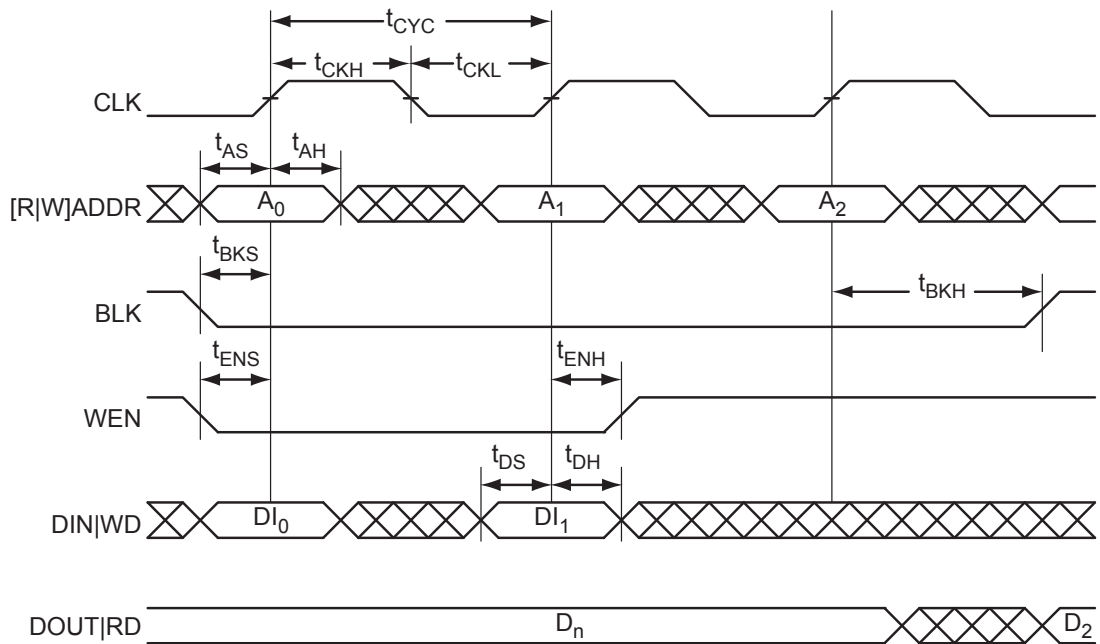 tCYC
tCKH tCKL
CLK
tAS tAH
[R|W]ADDR A0 A1 A2
tBKS
tBKH
BLK
tENS tENH
WEN
tDS tDH
DIN|WD DI0 DI1
DOUT|RD Dn D2